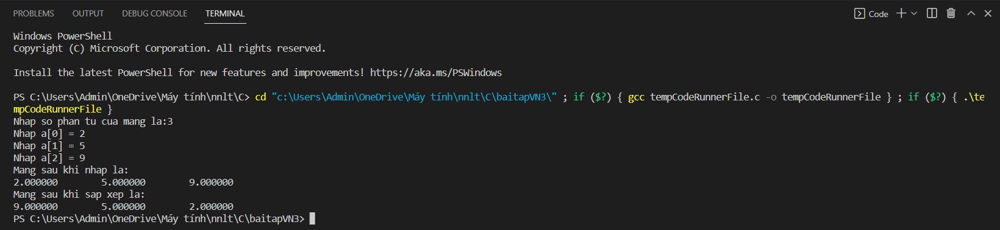 PROBLEMS OUTPUT DEBUG CONSOLE TERMINAL Code
Windows PowerShell
Copyright (C) Microsoft Corporation. All rights reserved.
Install the latest PowerShell for new features and improvements! https://aka.ms/PSWindows
PS C:\Users\Admin\OneDrive\Máy tính\nnlt\C> cd "c:\Users\Admin\OneDrive\Máy tính\nnlt\C\baitapVN3\" ; if ($?) { gcc tempCodeRunnerFile.c -o tempCodeRunnerFile } ; if ($?) { .\te
mpCodeRunnerFile }
Nhap so phan tu cua mang la:3
Nhap a[0] = 2
Nhap a[1] = 5
Nhap a[2] = 9
Mang sau khi nhap la:
2.000000 5.000000 9.000000
Mang sau khi sap xep la:
9.000000 5.000000 2.000000
PS C:\Users\Admin\OneDrive\Máy tính\nnlt\C\baitapVN3>